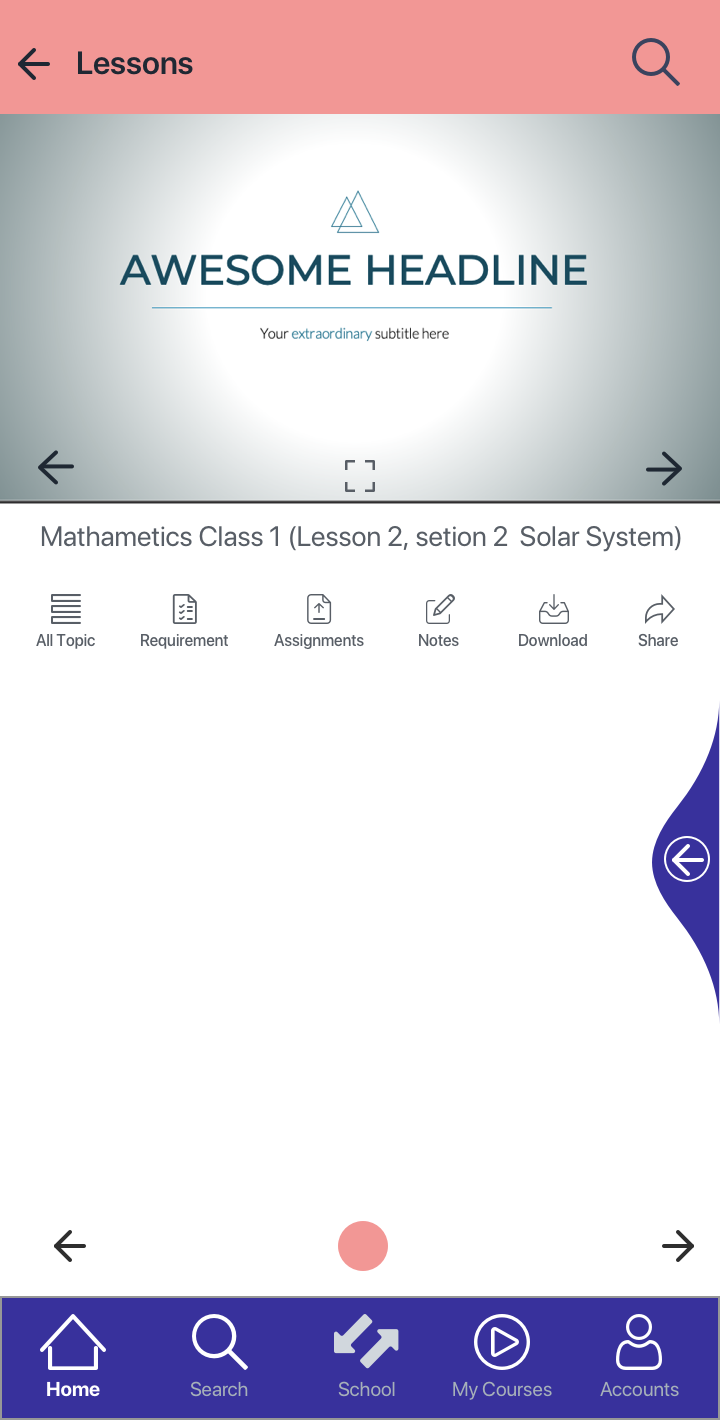 Lessons
AWESOME HEADLINE
Your extraordinary subtitle here
Mathametics Class 1 (Lesson 2, setion 2 Solar System)
All Topic Requirement Assignments Notes Download Share
Home Search School My Courses Accounts